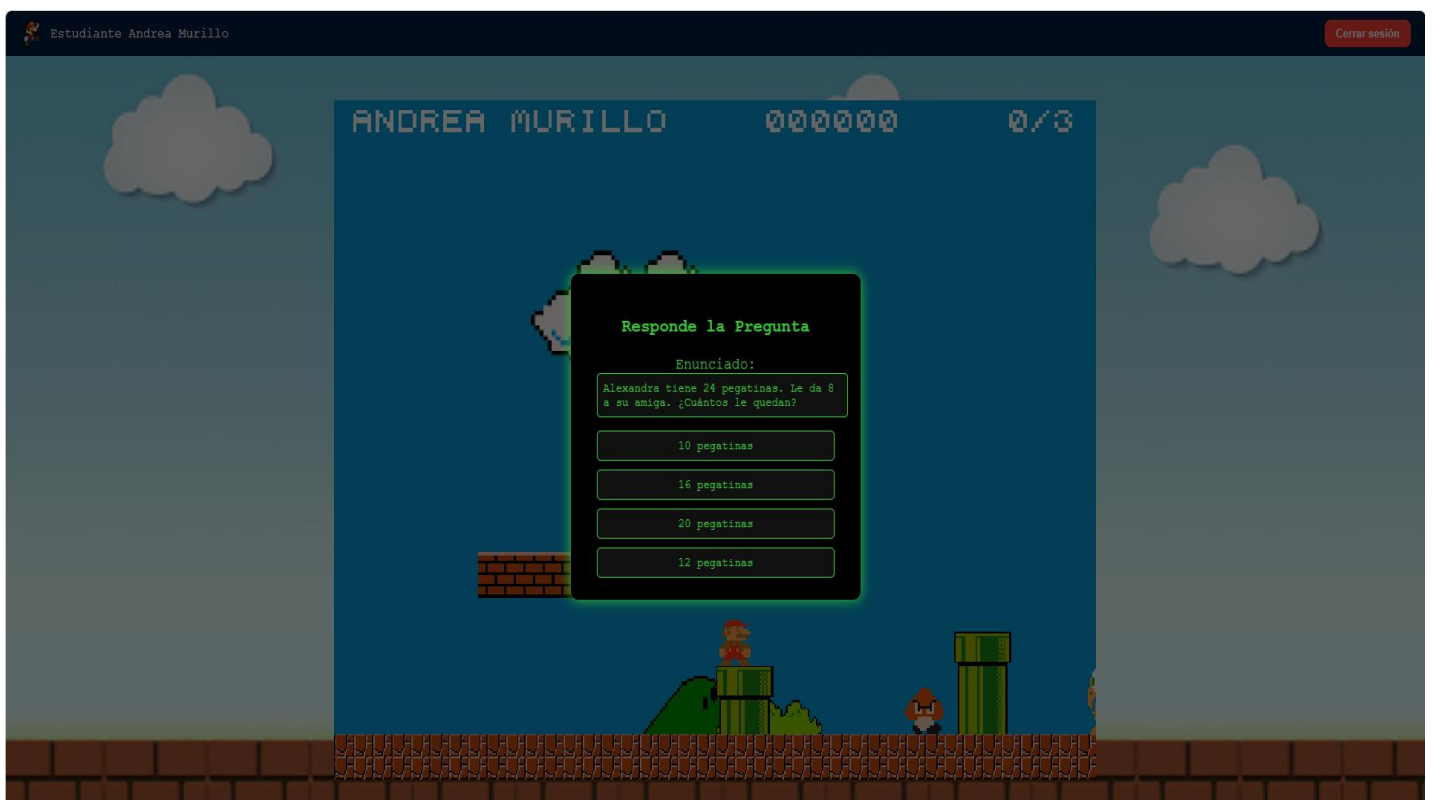 Estudiante Andrea Murillo
Cerrar sesión
ANDREA MURILLO 000000 0/3
Responde la Pregunta
Enunciado:
Alexandra tiene 24 pegatinas. Le da 8
a su amiga. ¿Cuántos le quedan?
10 pegatinas
16 pegatinas
20 pegatinas
12 pegatinas